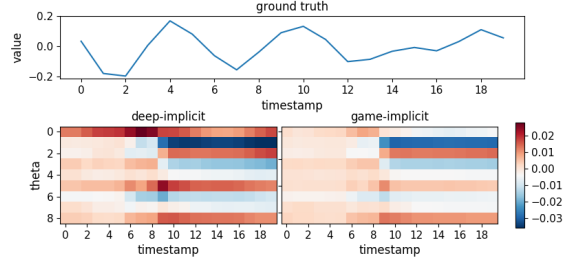 ground truth
value
0.2
0.0
−0.2
0 2 4 6 8 10 12 14 16 18
timestamp
deep-implicit game-implicit
theta
0
2
4
6
8
0 2 4 6 8 10 12 14 16 18
timestamp
0 2 4 6 8 10 12 14 16 18
timestamp
0.02
0.01
0.00
−0.01
−0.02
−0.03